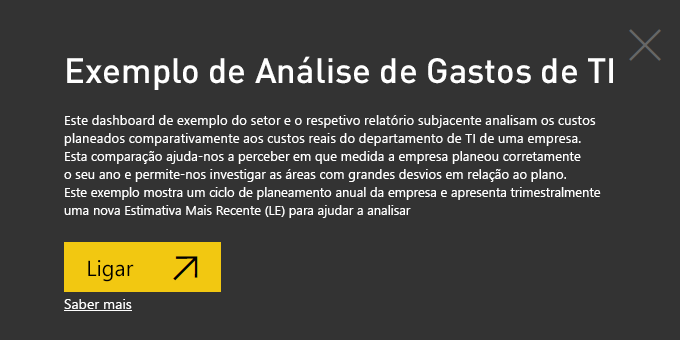 Exemplo de Análise de Gastos de TI
Este dashboard de exemplo do setor e o respetivo relatório subjacente analisam os custos
planeados comparativamente aos custos reais do departamento de TI de uma empresa.
Esta comparação ajuda-nos a perceber em que medida a empresa planeou corretamente
o seu ano e permite-nos investigar as áreas com grandes desvios em relação ao plano.
Este exemplo mostra um ciclo de planeamento anual da empresa e apresenta trimestralmente
uma nova Estimativa Mais Recente (LE) para ajudar a analisar
Ligar
Saber mais